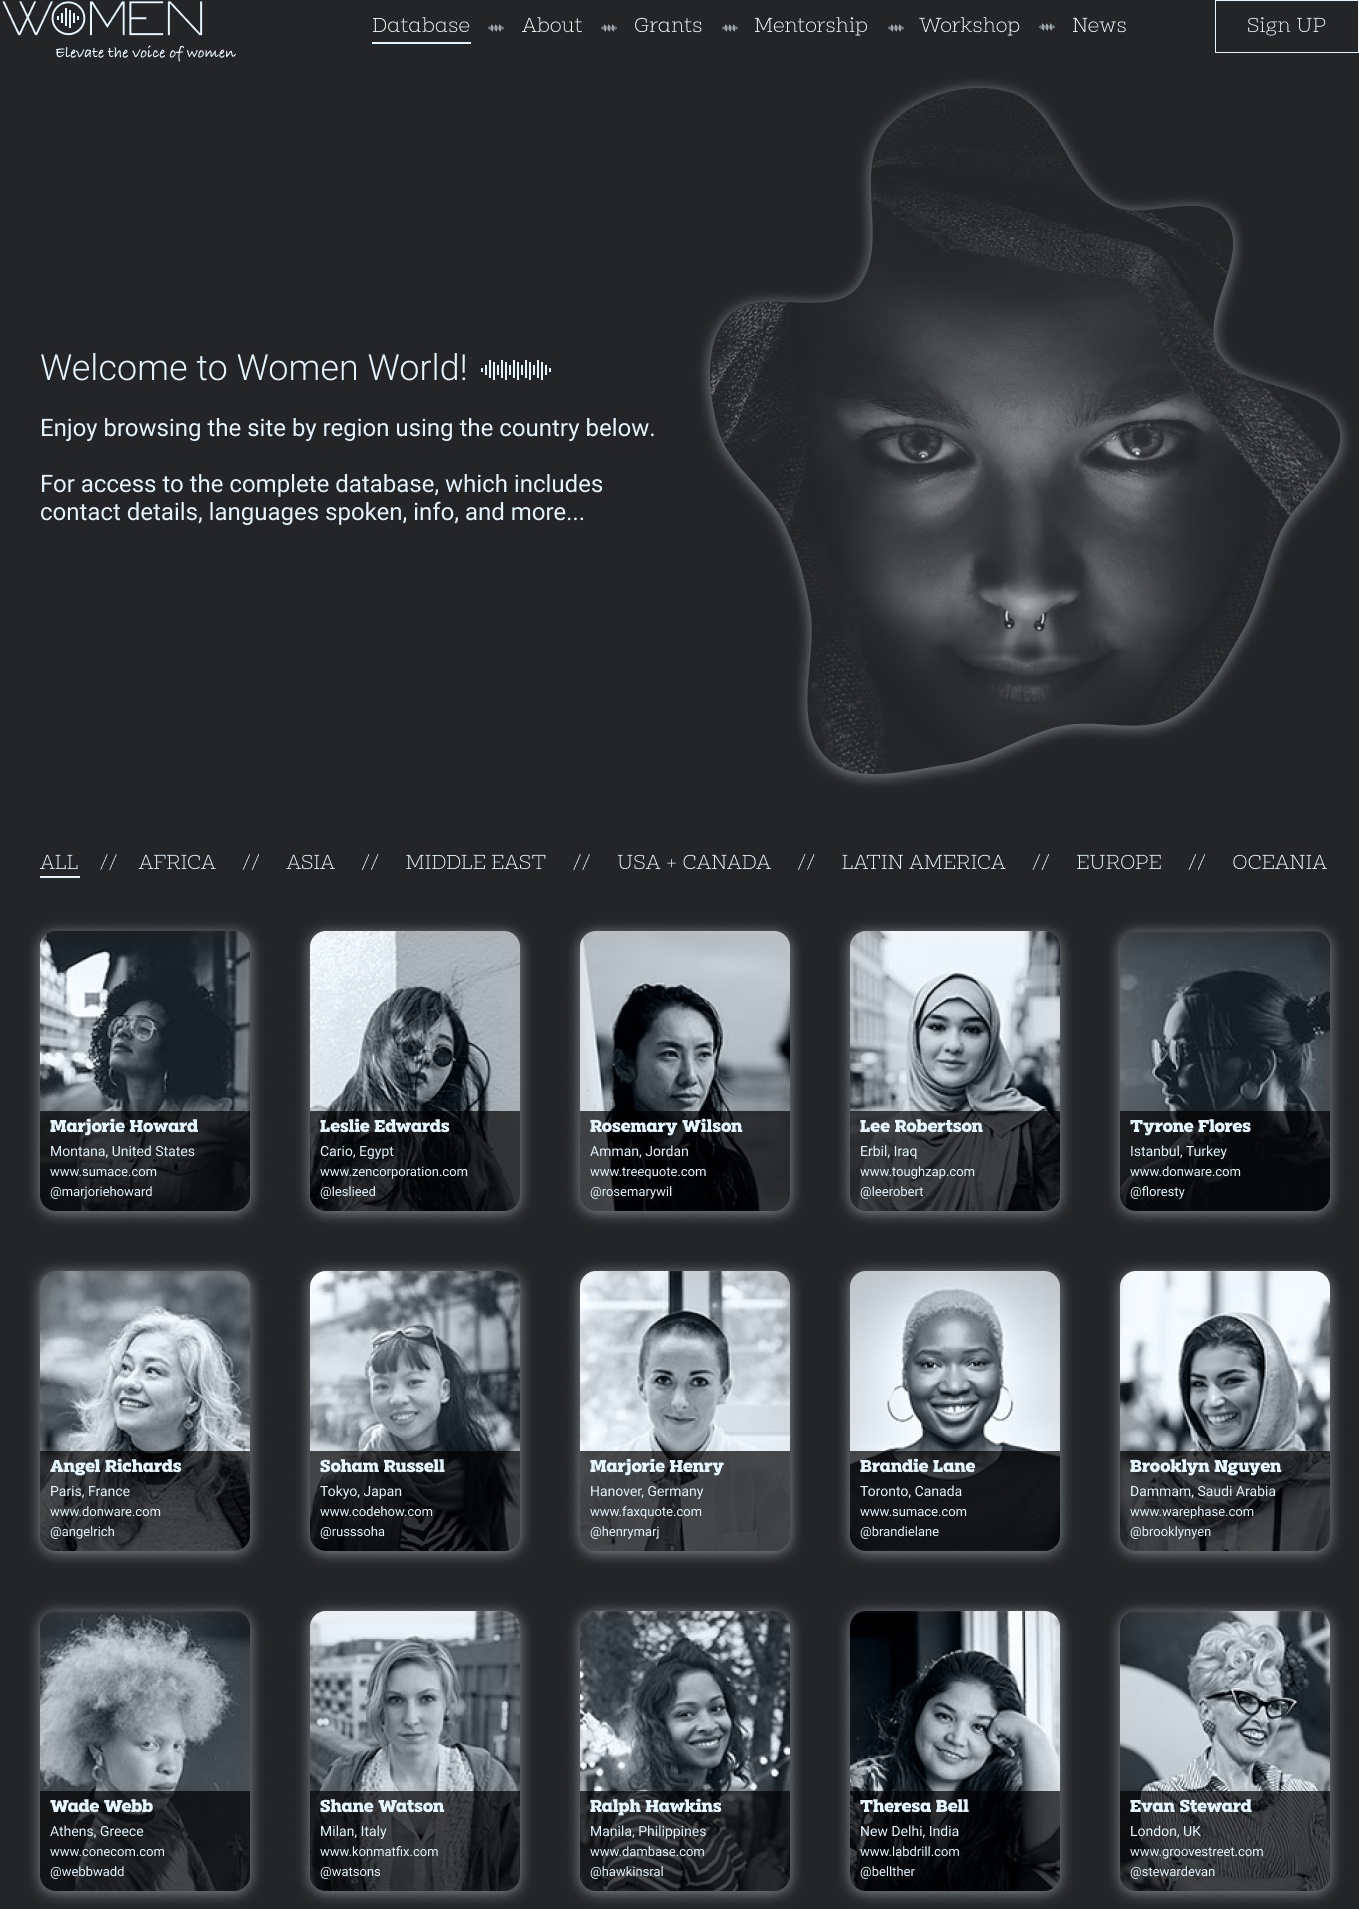 WOMEN
Elevate the voice of women
Database About Grants Mentorship Workshop News
Sign UP
Welcome to Women World!
Enjoy browsing the site by region using the country below.
For access to the complete database, which includes
contact details, languages spoken, info, and more...
ALL // AFRICA // ASIA // MIDDLE EAST // USA + CANADA // LATIN AMERICA // EUROPE // OCEANIA
Marjorie Howard
Montana, United States
www.sumace.com
@marjoriehoward
Leslie Edwards
Cario, Egypt
www.zencorporation.com
@leslieed
Rosemary Wilson
Amman, Jordan
www.treequote.com
@rosemarywil
Lee Robertson
Erbil, Iraq
www.toughzap.com
@leerobert
Tyrone Flores
Istanbul, Turkey
www.donware.com
@floresty
Angel Richards
Paris, France
www.donware.com
@angelrich
Soham Russell
Tokyo, Japan
www.codehow.com
@russsoha
Marjorie Henry
Hanover, Germany
www.faxquote.com
@henrymarj
Brandie Lane
Toronto, Canada
www.sumace.com
@brandielane
Brooklyn Nguyen
Dammam, Saudi Arabia
www.warephase.com
@brooklynyen
Wade Webb
Athens, Greece
www.conecom.com
@webbwadd
Shane Watson
Milan, Italy
www.konmatfix.com
@watsons
Ralph Hawkins
Manila, Philippines
www.dambase.com
@hawkinsral
Theresa Bell
New Delhi, India
www.labdrill.com
@bellther
Evan Steward
London, UK
www.groovestreet.com
@stewardevan